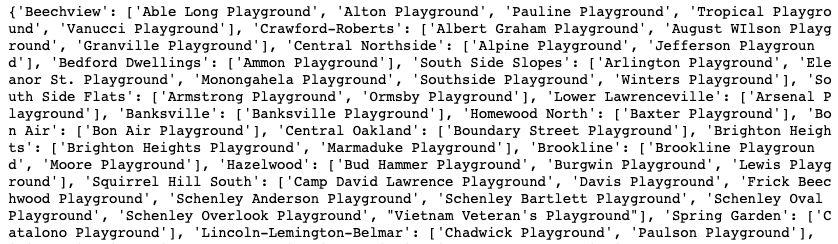 {'Beechview': ['Able Long Playground', 'Alton Playground', 'Pauline Playground', 'Tropical Playgro
und', 'Vanucci Playground'], 'Crawford-Roberts': ['Albert Graham Playground', 'August WIlson Playg
round', 'Granville Playground'], 'Central Northside': ['Alpine Playground', 'Jefferson Playgroun
d'], 'Bedford Dwellings': ['Ammon Playground'], 'South Side Slopes': ['Arlington Playground', 'Ele
anor St. Playground', 'Monongahela Playground', 'Southside Playground', 'Winters Playground'], 'So
uth Side Flats': ['Armstrong Playground', 'Ormsby Playground'], 'Lower Lawrenceville': ['Arsenal P
layground'], 'Banksville': ['Banksville Playground'], 'Homewood North': ['Baxter Playground'], 'Bo
n Air': ['Bon Air Playground'], 'Central Oakland': ['Boundary Street Playground'], 'Brighton Heigh
ts': ['Brighton Heights Playground', 'Marmaduke Playground'], 'Brookline': ['Brookline Playgroun
d', 'Moore Playground'], 'Hazelwood': ['Bud Hammer Playground', 'Burgwin Playground', 'Lewis Playg
round'], 'Squirrel Hill South': ['Camp David Lawrence Playground', 'Davis Playground', 'Frick Beec
hwood Playground', 'Schenley Anderson Playground', 'Schenley Bartlett Playground', 'Schenley Oval
Playground', 'Schenley Overlook Playground', "Vietnam Veteran's Playground"], 'Spring Garden': ['C
atalono Playground'], 'Lincoln-Lemington-Belmar': ['Chadwick Playground', 'Paulson Playground'],